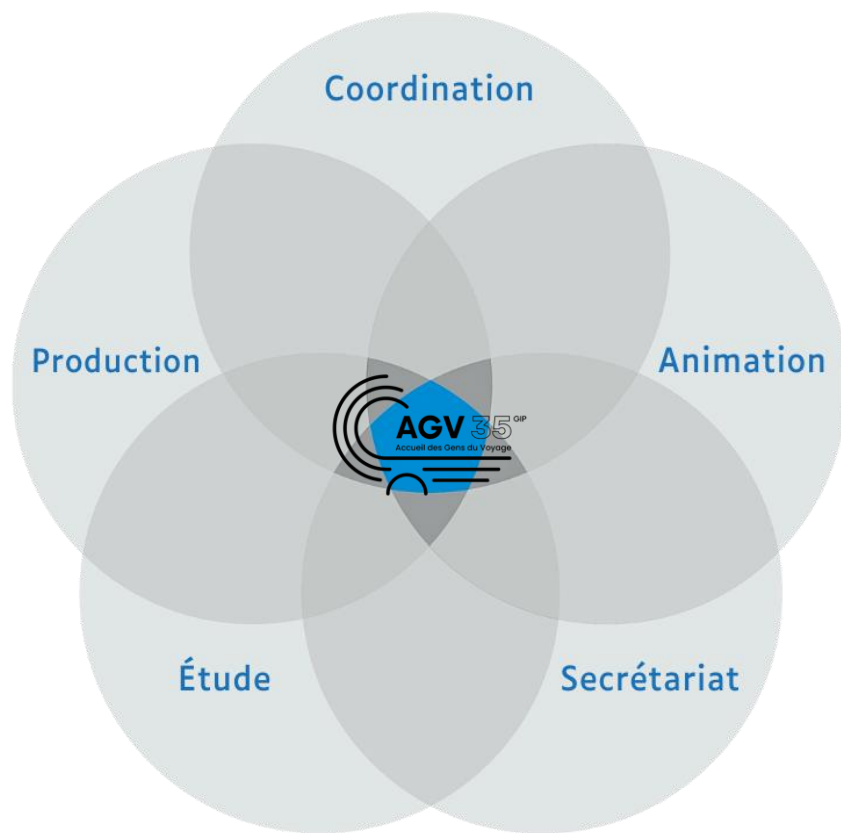 Coordination
Production
Animation
AGV 35 GIP
Accueil des Gens du Voyage
Étude
Secrétariat